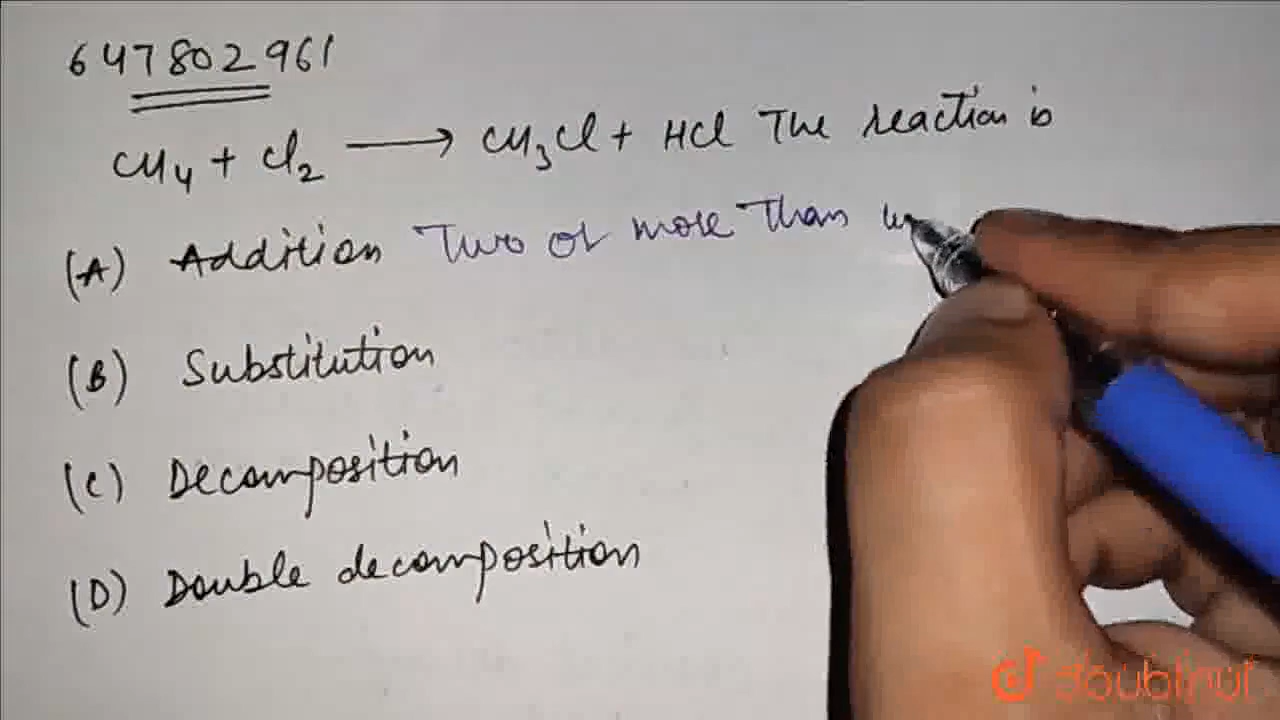 647802961
CH4 + Cl2 → CH3Cl + HCl The reaction is
(A) Addition Two or more than
(B) Substitution
(C) Decomposition
(D) Double decomposition
doubtnut